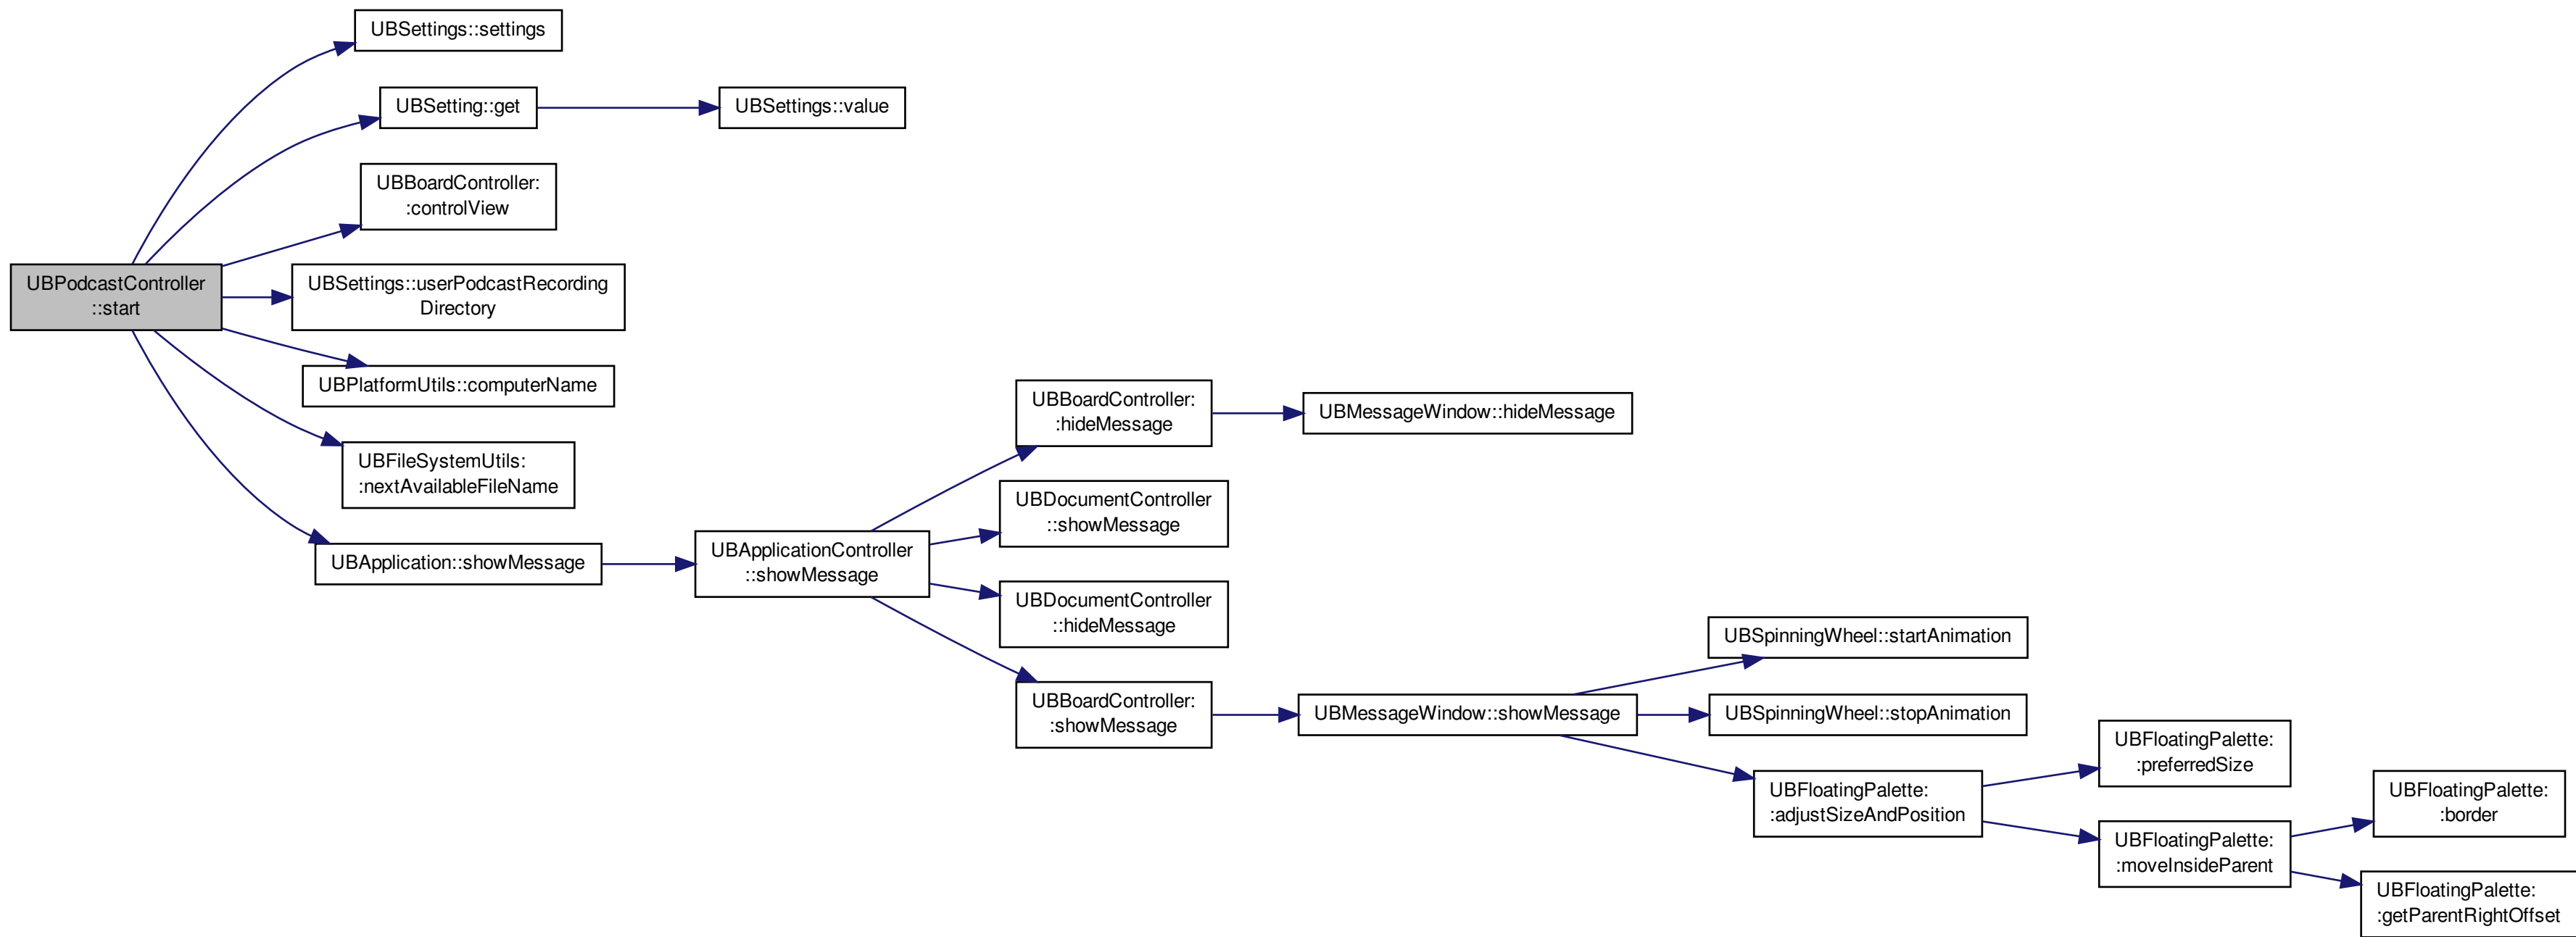 UBSettings::settings
UBSetting::get
UBSettings::value
UBBoardController:
:controlView
UBPodcastController
::start
UBSettings::userPodcastRecording
Directory
UBPlatformUtils::computerName
UBFileSystemUtils:
:nextAvailableFileName
UBApplication::showMessage
UBApplicationController
::showMessage
UBBoardController:
:hideMessage
UBMessageWindow::hideMessage
UBDocumentController
::showMessage
UBDocumentController
::hideMessage
UBBoardController:
:showMessage
UBMessageWindow::showMessage
UBSpinningWheel::startAnimation
UBSpinningWheel::stopAnimation
UBFloatingPalette:
:adjustSizeAndPosition
UBFloatingPalette:
:preferredSize
UBFloatingPalette:
:moveInsideParent
UBFloatingPalette:
:border
UBFloatingPalette:
:getParentRightOffset